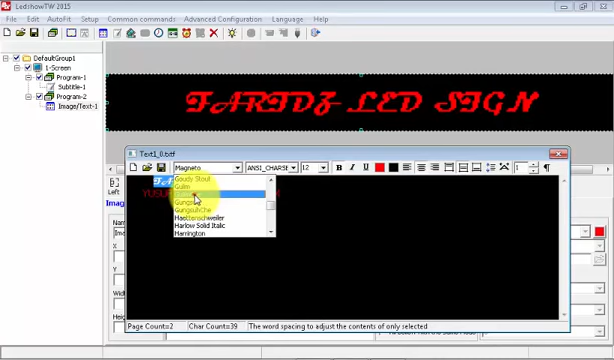 LedshowTW 2015
File Edit AutoFit Setup Common commands Advanced Configuration Language Help
DefaultGroup1
1-Screen
Program-1
Subtitle-1
Program-2
Image/Text-1
FARIDZ LED SIGN
Text1_0.txtf
Magneto ANSI_CHARSE 12 B I U A 1
Goudy Stout
Gulim
Gungsuh
GungsuhChe
Haettenschweiler
Harlow Solid Italic
Harrington
Left
X
Y
Page Count=2 Char Count=39 The word spacing to adjust the contents of only selected